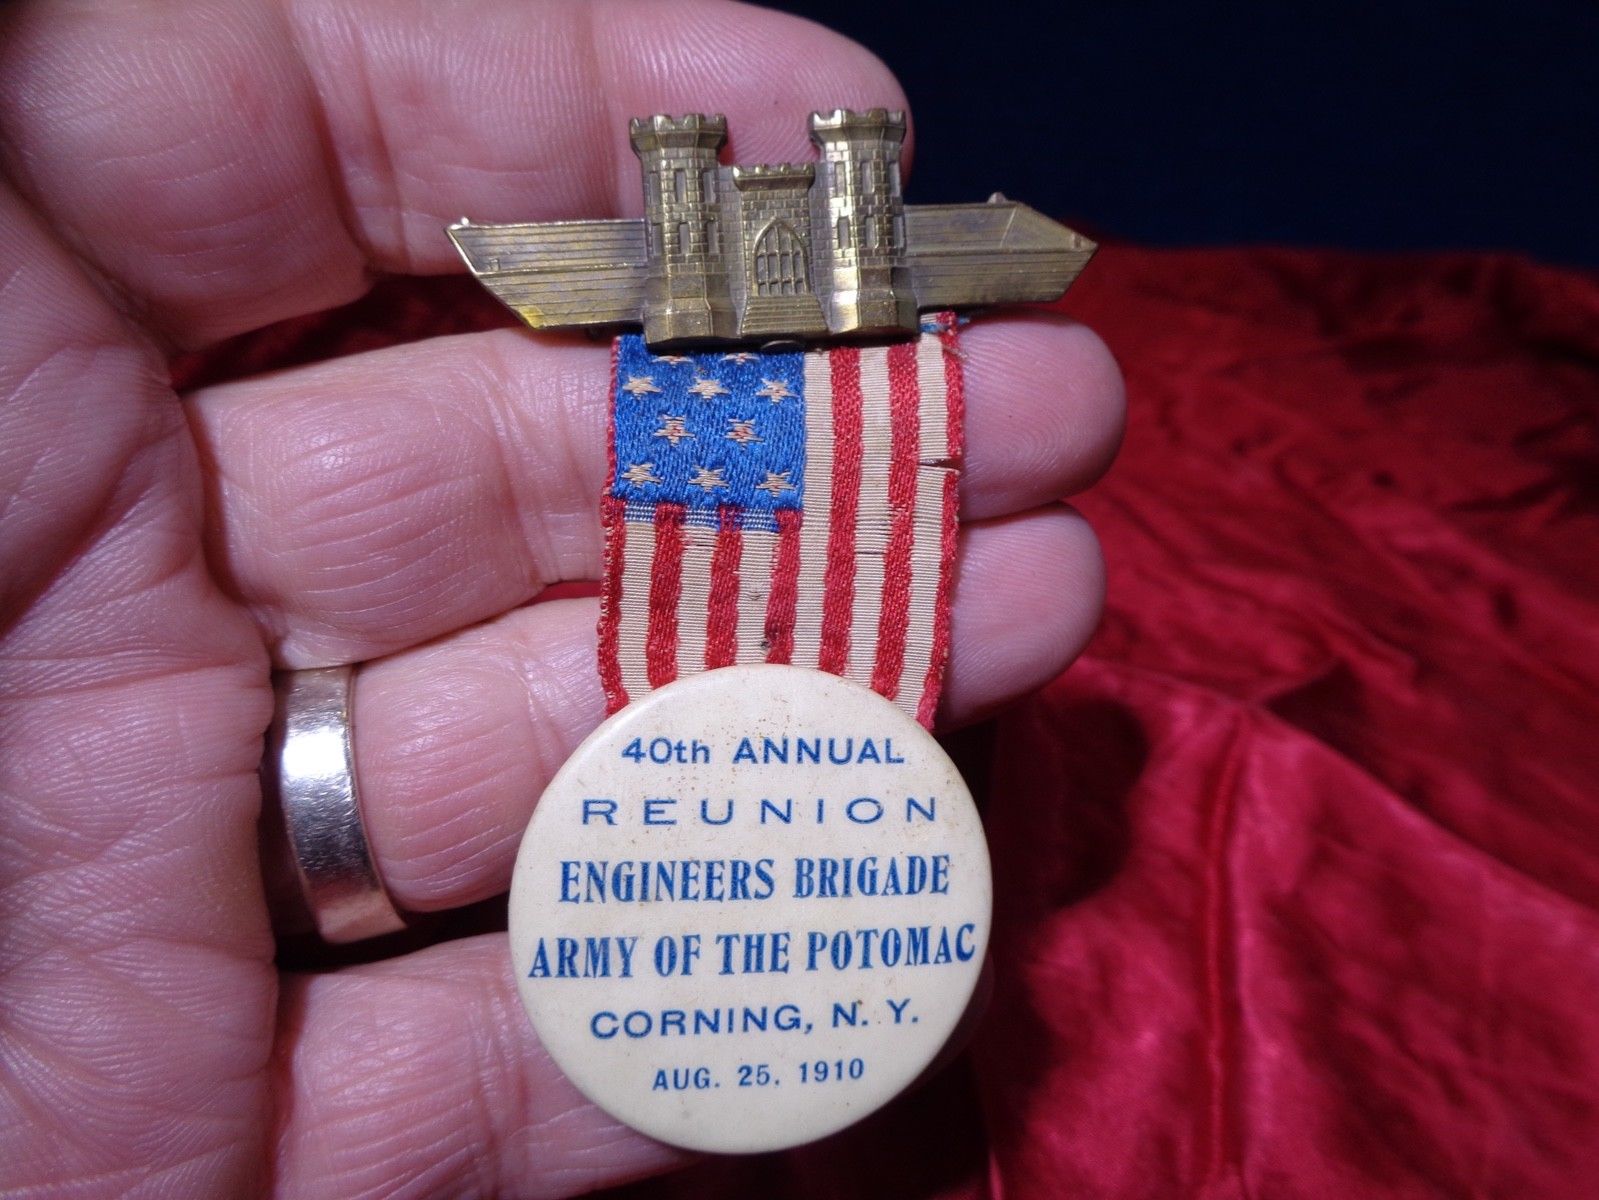 40th ANNUAL
REUNION
ENGINEERS BRIGADE
ARMY OF THE POTOMAC
CORNING, N. Y.
AUG. 25, 1910